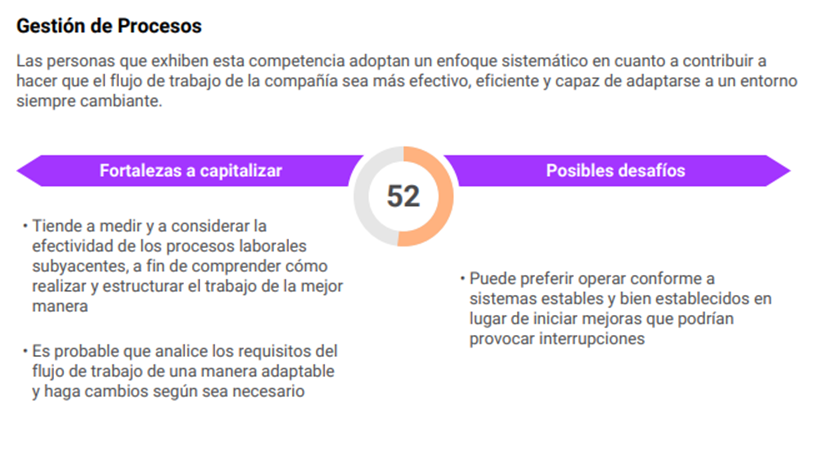 Gestión de Procesos
Las personas que exhiben esta competencia adoptan un enfoque sistemático en cuanto a contribuir a
hacer que el flujo de trabajo de la compañía sea más efectivo, eficiente y capaz de adaptarse a un entorno
siempre cambiante.
Fortalezas a capitalizar
52
Posibles desafíos
• Tiende a medir y a considerar la
efectividad de los procesos laborales
subyacentes, a fin de comprender cómo
realizar y estructurar el trabajo de la mejor
manera
• Es probable que analice los requisitos del
flujo de trabajo de una manera adaptable
y haga cambios según sea necesario
• Puede preferir operar conforme a
sistemas estables y bien establecidos en
lugar de iniciar mejoras que podrían
provocar interrupciones